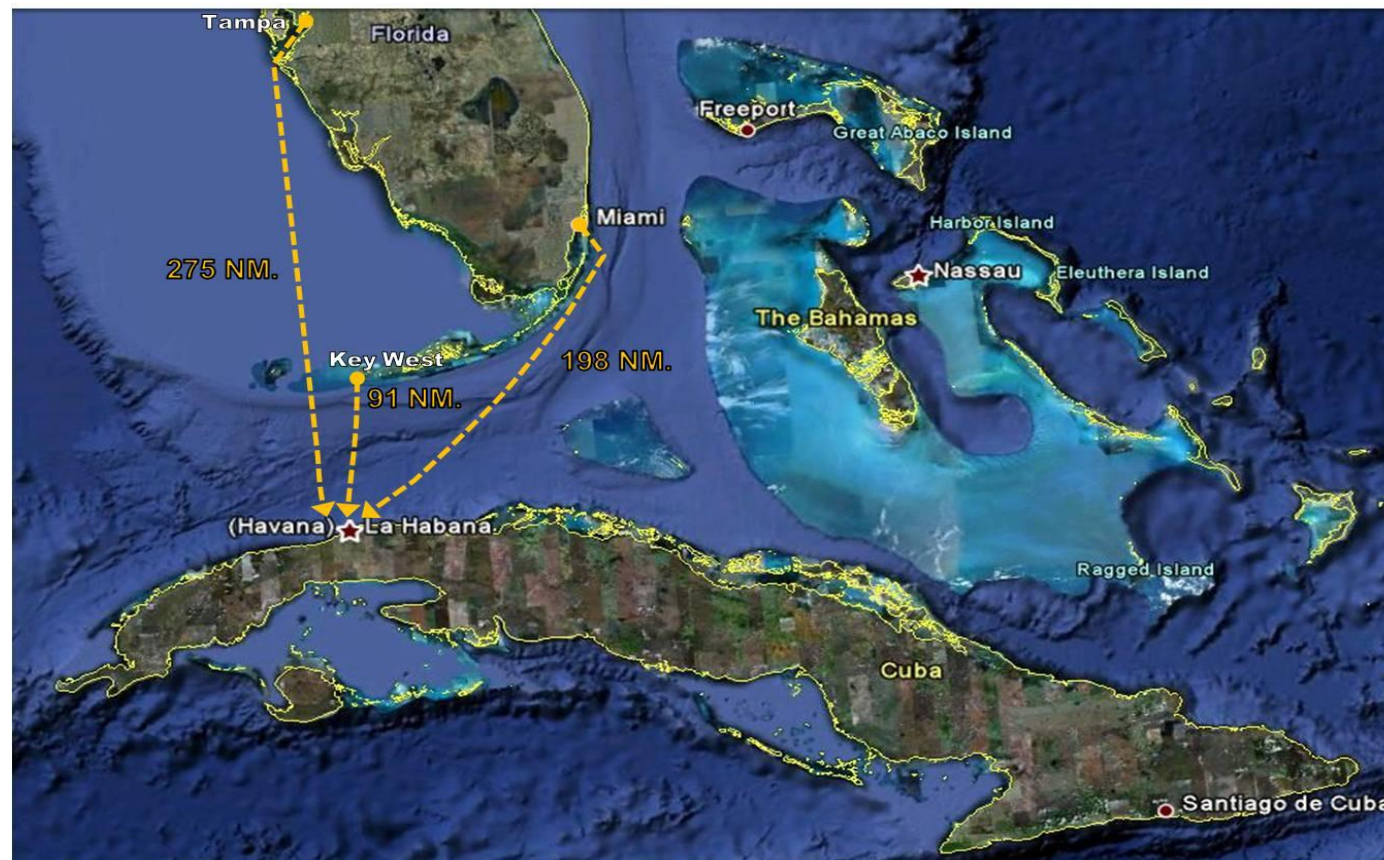 Tampa
Florida
Freeport
Great Abaco Island
Miami
Harbor Island
275 NM.
Nassau
Eleuthera Island
The Bahamas
Key West
198 NM.
91 NM.
(Havana) La Habana
Ragged Island
Cuba
Santiago de Cuba